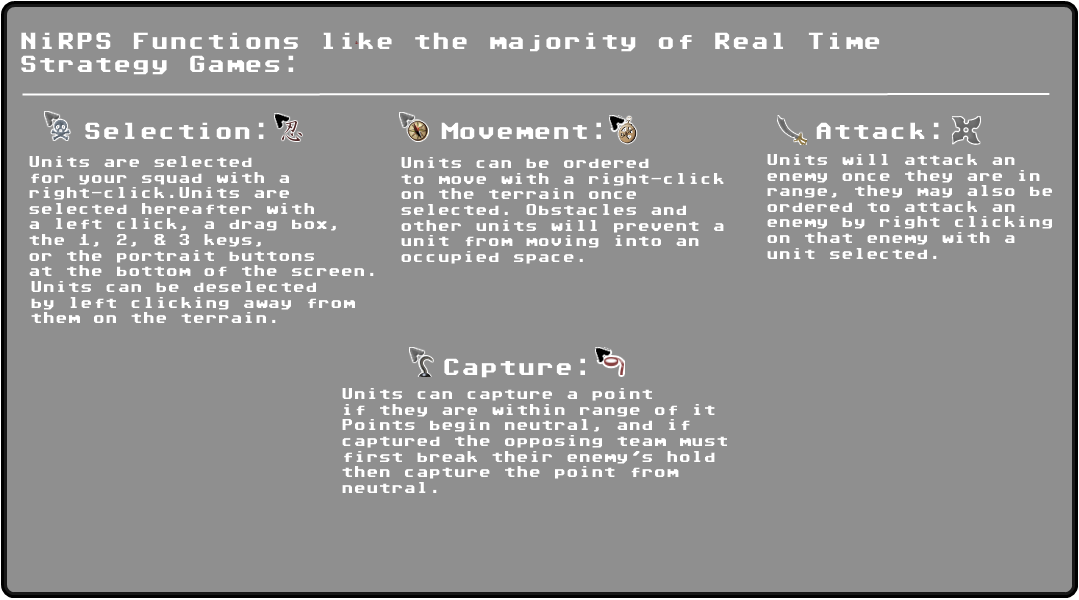 NiRPS Functions like the majority of Real Time
Strategy Games:
Selection:
Units are selected
for your squad with a
right-click.Units are
selected hereafter with
a left click, a drag box,
the 1, 2, & 3 keys,
or the portrait buttons
at the bottom of the screen.
Units can be deselected
by left clicking away from
them on the terrain.
Movement:
Units can be ordered
to move with a right-click
on the terrain once
selected. Obstacles and
other units will prevent a
unit from moving into an
occupied space.
Attack:
Units will attack an
enemy once they are in
range, they may also be
ordered to attack an
enemy by right clicking
on that enemy with a
unit selected.
Capture:
Units can capture a point
if they are within range of it
Points begin neutral, and if
captured the opposing team must
first break their enemy's hold
then capture the point from
neutral.